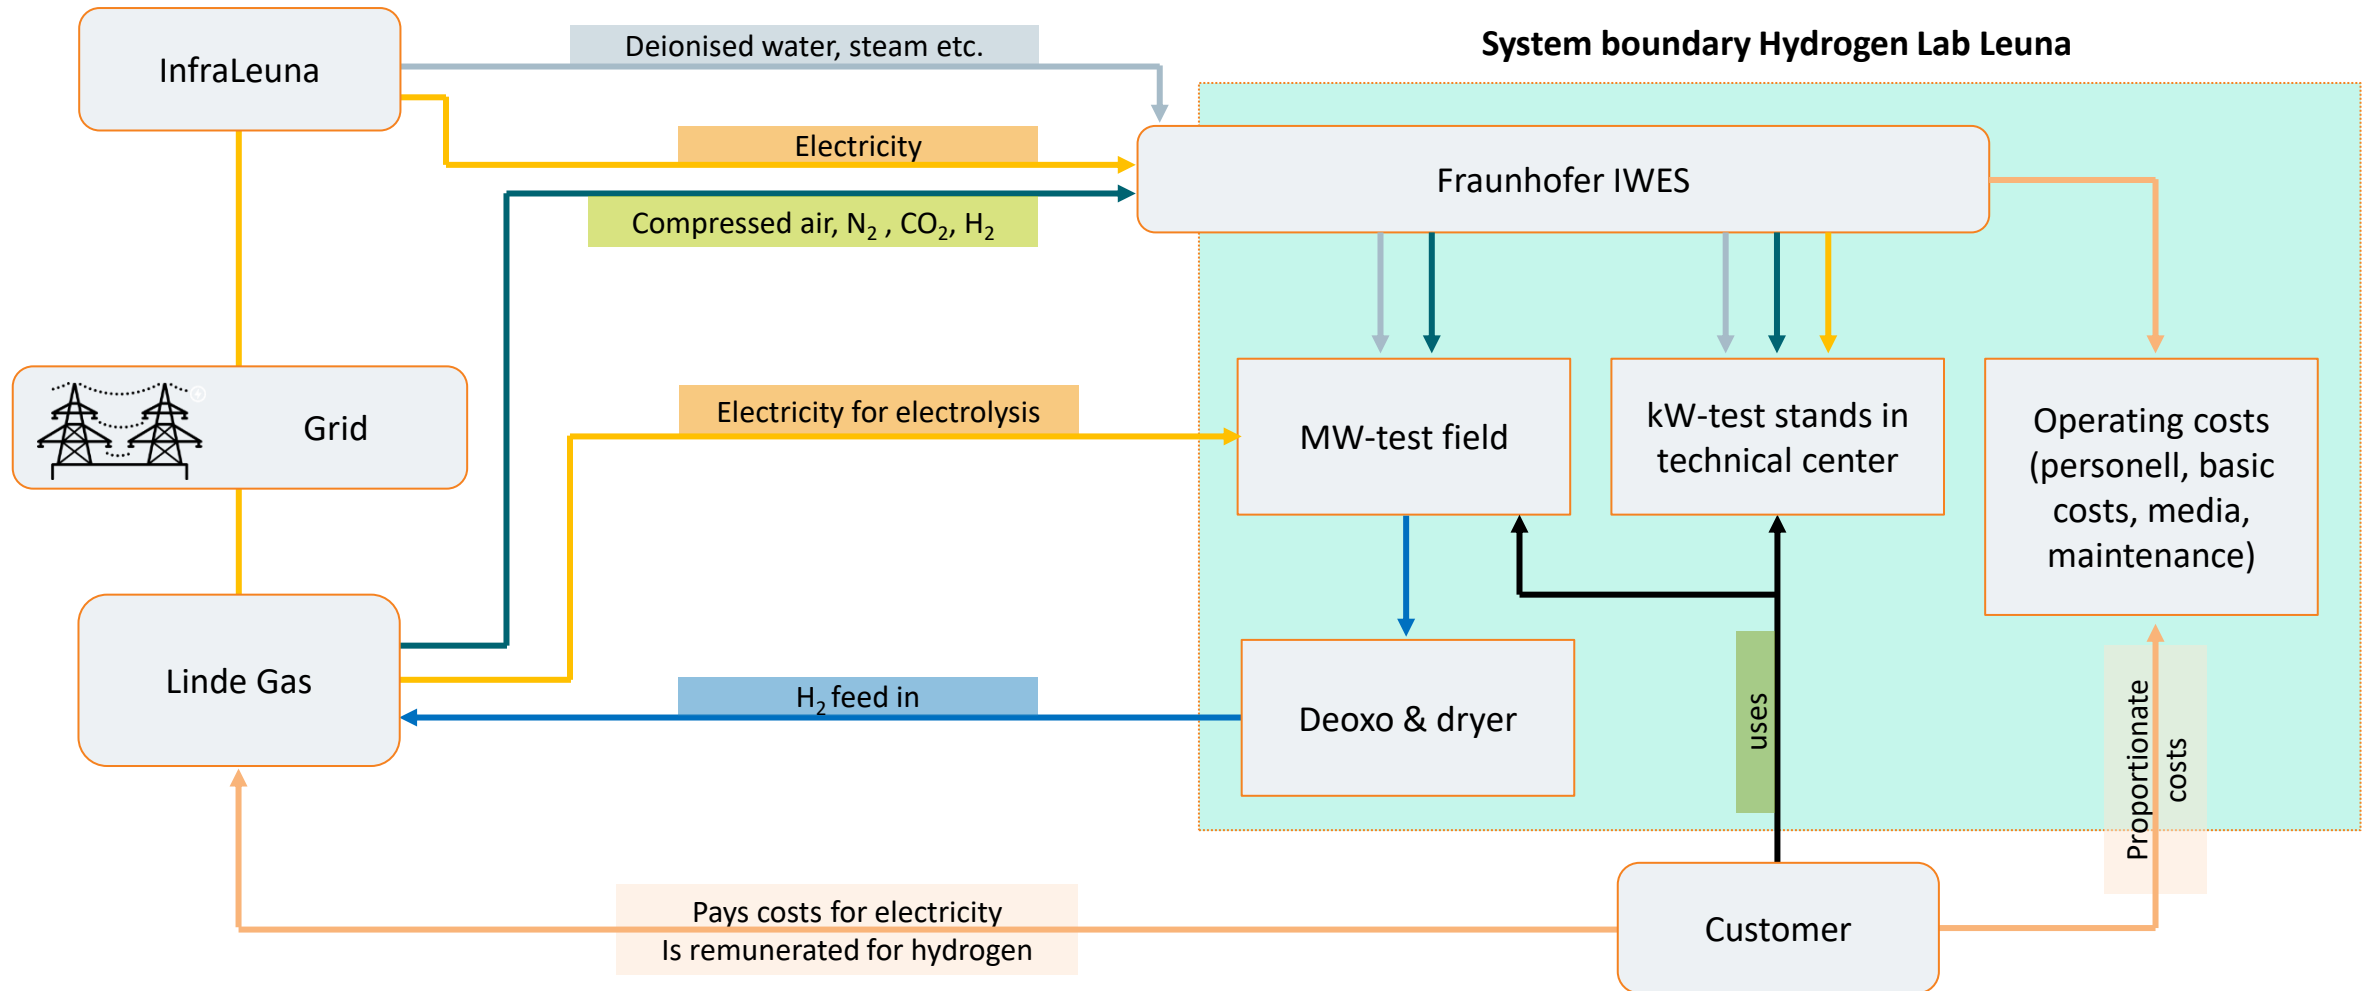 InfraLeuna
Deionised water, steam etc.
System boundary Hydrogen Lab Leuna
Electricity
Fraunhofer IWES
Compressed air, N₂ , CO₂, H₂
Grid
Electricity for electrolysis
MW-test field
kW-test stands in
technical center
Operating costs
(personell, basic
costs, media,
maintenance)
Linde Gas
H₂ feed in
Deoxo & dryer
uses
Proportionate
costs
Pays costs for electricity
Is remunerated for hydrogen
Customer